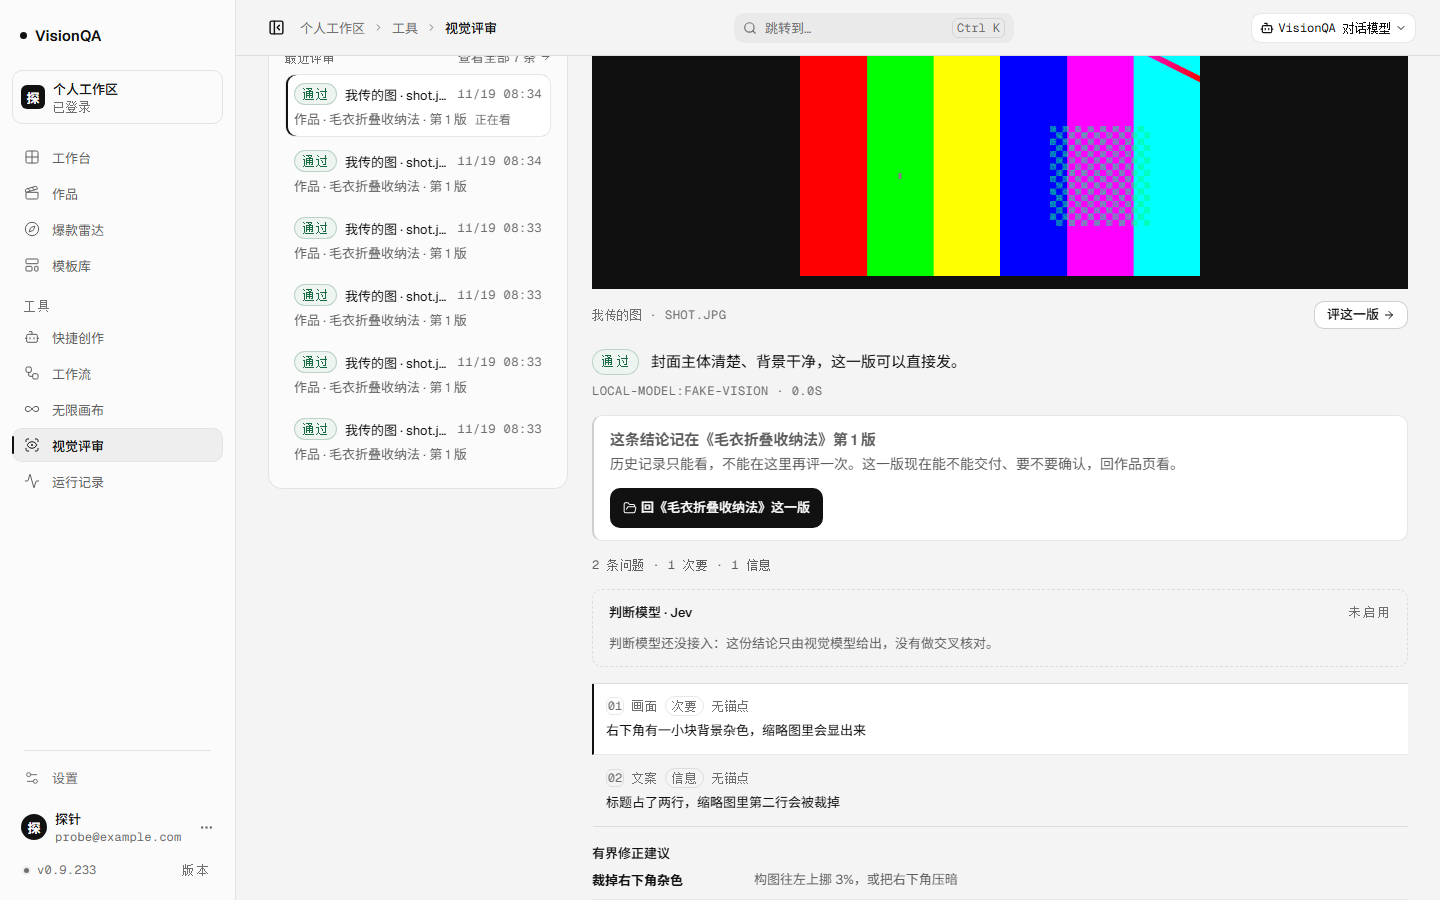 VisionQA
探
个人工作区
已登录
工作台
作品
爆款雷达
模板库
工具
快捷创作
工作流
无限画布
视觉评审
运行记录
设置
探
探针
probe@example.com
v0.9.233
版本
个人工作区
工具
视觉评审
跳转到…
Ctrl K
VisionQA 对话模型
最近评审
查看全部 7 条 →
通过
我传的图 · shot.j…
11/19 08:34
作品 · 毛衣折叠收纳法 · 第 1 版
正在看
通过
我传的图 · shot.j…
11/19 08:34
作品 · 毛衣折叠收纳法 · 第 1 版
通过
我传的图 · shot.j…
11/19 08:33
作品 · 毛衣折叠收纳法 · 第 1 版
通过
我传的图 · shot.j…
11/19 08:33
作品 · 毛衣折叠收纳法 · 第 1 版
通过
我传的图 · shot.j…
11/19 08:33
作品 · 毛衣折叠收纳法 · 第 1 版
通过
我传的图 · shot.j…
11/19 08:33
作品 · 毛衣折叠收纳法 · 第 1 版
我传的图 · SHOT.JPG
评这一版 →
通过
封面主体清楚、背景干净，这一版可以直接发。
LOCAL-MODEL:FAKE-VISION · 0.0S
这条结论记在《毛衣折叠收纳法》第 1 版
历史记录只能看，不能在这里再评一次。这一版现在能不能交付、要不要确认，回作品页看。
回《毛衣折叠收纳法》这一版
2 条问题 · 1 次要 · 1 信息
判断模型 · Jev
未启用
判断模型还没接入：这份结论只由视觉模型给出，没有做交叉核对。
01 画面 次要 无锚点
右下角有一小块背景杂色，缩略图里会显出来
02 文案 信息 无锚点
标题占了两行，缩略图里第二行会被裁掉
有界修正建议
裁掉右下角杂色
构图往左上挪 3%，或把右下角压暗